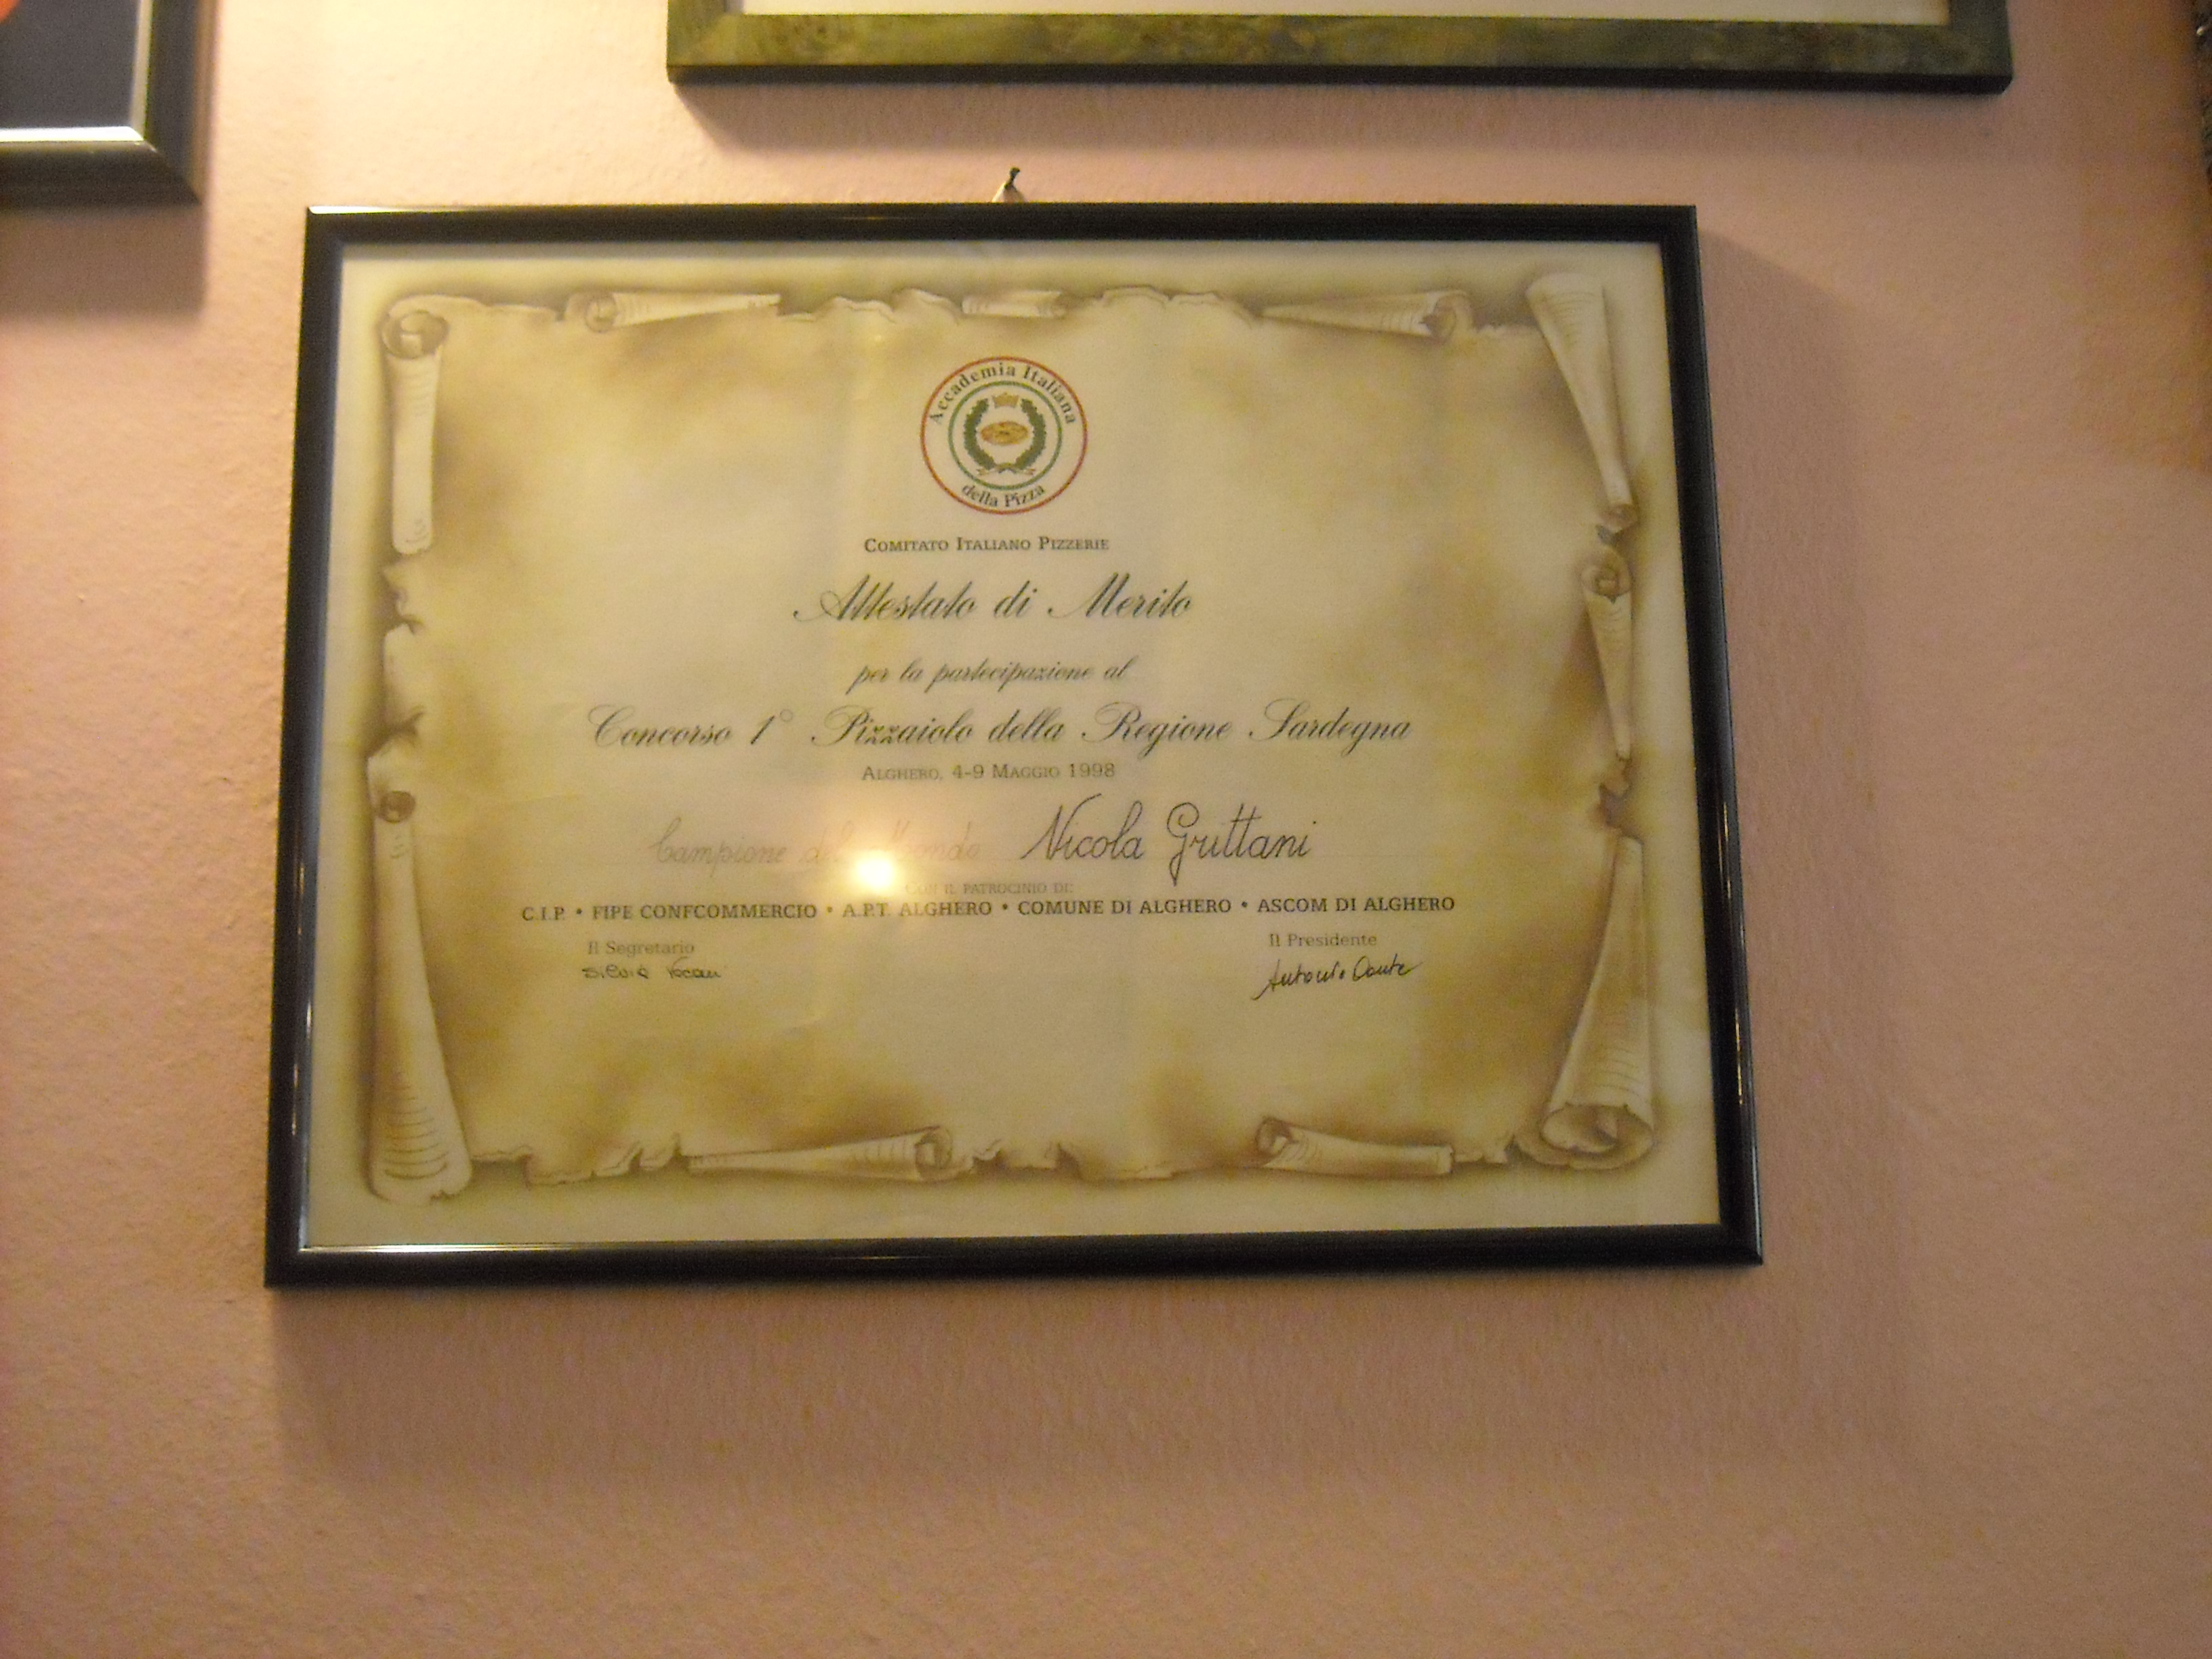 Accademia Italiana
della Pizza
COMITATO ITALIANO PIZZERIE
Attestato di Merito
per la partecipazione al
Concorso 1° Pizzaiolo della Regione Sardegna
ALGHERO, 4-9 MAGGIO 1998
Campione del Mondo Nicola Grittani
CON IL PATROCINIO DI:
C.I.P. • FIPE CONFCOMMERCIO • A.P.T. ALGHERO • COMUNE DI ALGHERO • ASCOM DI ALGHERO
Il Segretario
Il Presidente
Antonio